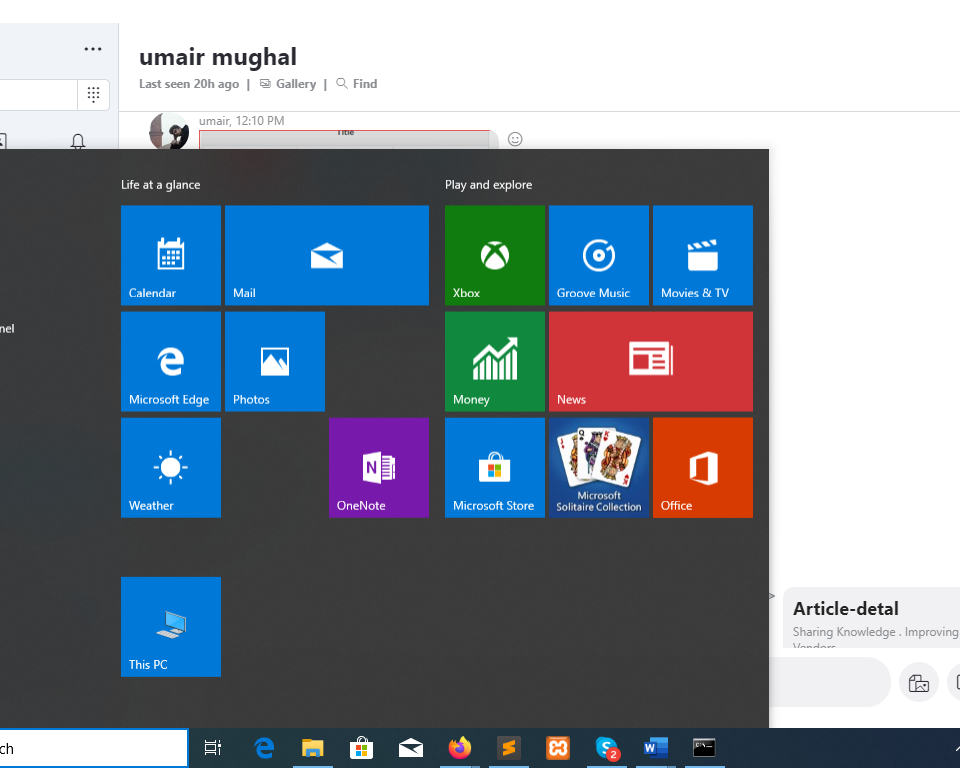 umair mughal
Last seen 20h ago | Gallery | Find
umair, 12:10 PM
Title
Life at a glance
Play and explore
Calendar
Mail
Xbox
Groove Music
Movies & TV
nel
Microsoft Edge
Photos
Money
News
Weather
N
OneNote
Microsoft Store
Microsoft
Solitaire Collection
Office
This PC
Article-detal
Sharing Knowledge . Improving
Vendors
ch
2